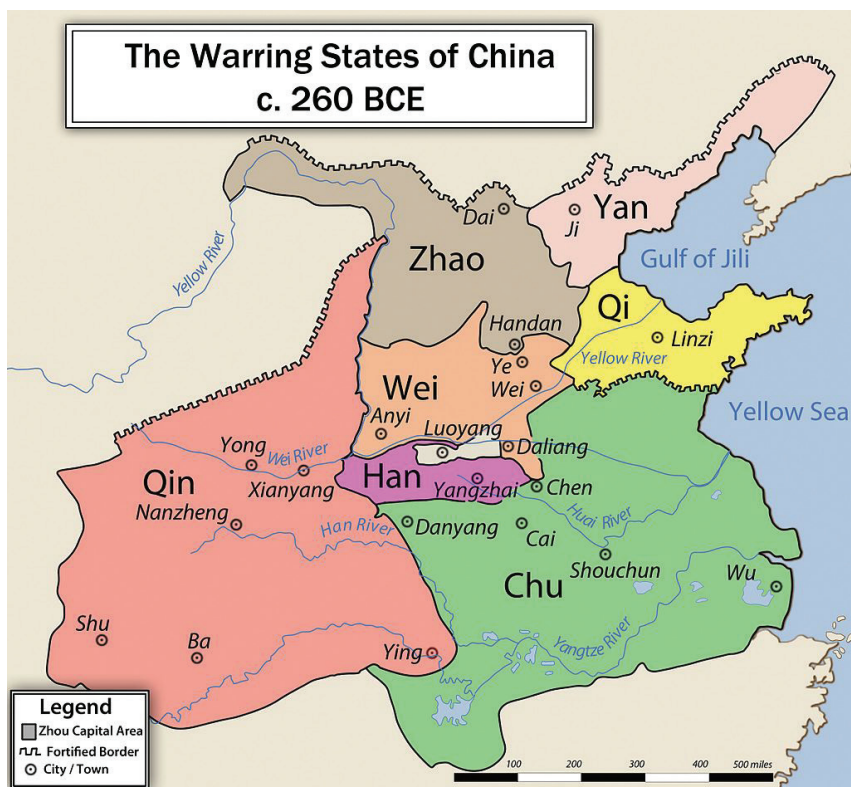 The Warring States of China
c. 260 BCE
Dai
Ji
Yan
Yellow River
Zhao
Gulf of Jili
Qi
Handan
Linzi
Yellow River
Ye
Wei
Wei
Anyi
Luoyang
Yellow Sea
Yong
Wei River
Daliang
Qin
Xianyang
Han
Yangzhai
Chen
Nanzheng
Han River
Danyang
Cai
Huai River
Shouchun
Chu
Wu
Shu
Ba
Ying
Yangtze River
Legend
Zhou Capital Area
Fortified Border
City / Town
100 200 300 400 500 miles